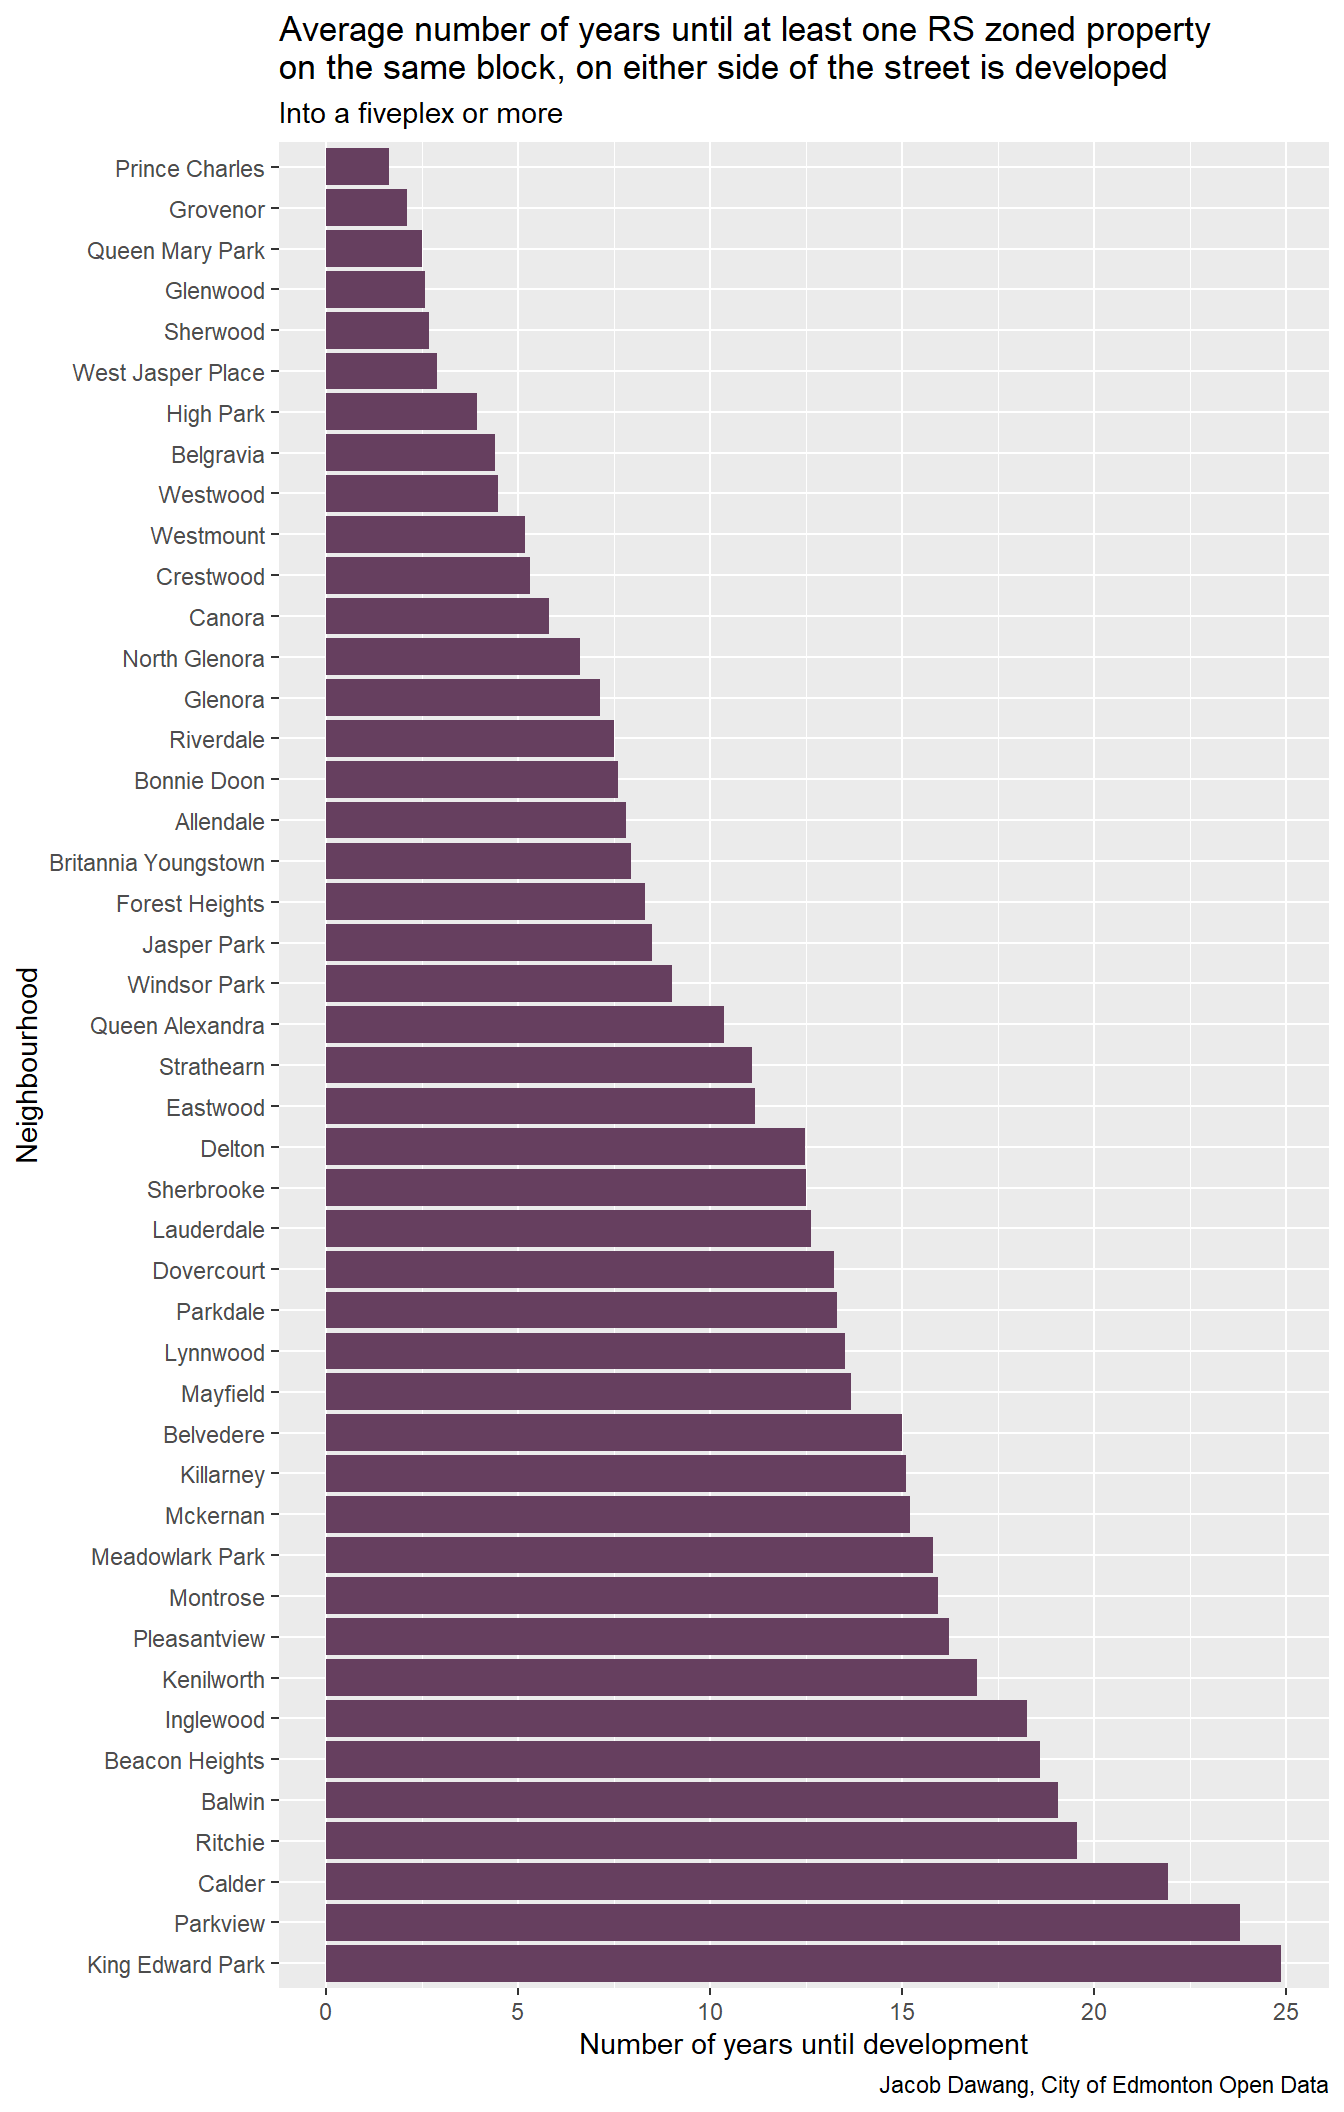 Average number of years until at least one RS zoned property
on the same block, on either side of the street is developed
Into a fiveplex or more
Neighbourhood
Prince Charles
Grovenor
Queen Mary Park
Glenwood
Sherwood
West Jasper Place
High Park
Belgravia
Westwood
Westmount
Crestwood
Canora
North Glenora
Glenora
Riverdale
Bonnie Doon
Allendale
Britannia Youngstown
Forest Heights
Jasper Park
Windsor Park
Queen Alexandra
Strathearn
Eastwood
Delton
Sherbrooke
Lauderdale
Dovercourt
Parkdale
Lynnwood
Mayfield
Belvedere
Killarney
Mckernan
Meadowlark Park
Montrose
Pleasantview
Kenilworth
Inglewood
Beacon Heights
Balwin
Ritchie
Calder
Parkview
King Edward Park
0 5 10 15 20 25
Number of years until development
Jacob Dawang, City of Edmonton Open Data